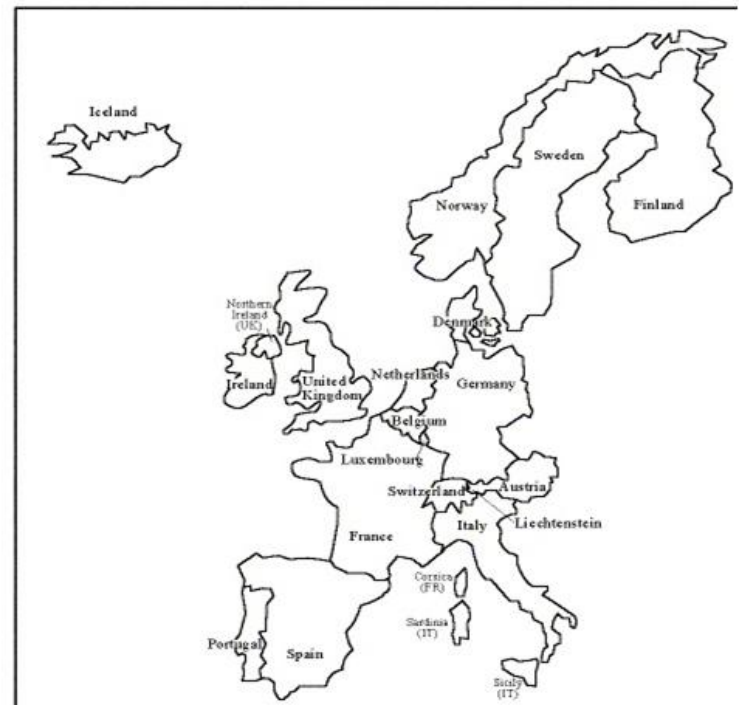 Iceland
Sweden
Norway
Finland
Northern
Ireland
(UK)
Denmark
Ireland
United
Kingdom
Netherlands
Germany
Belgium
Luxembourg
Switzerland
Austria
Liechtenstein
France
Italy
Corsica
(FR)
Sardinia
(IT)
Portugal
Spain
Sicily
(IT)